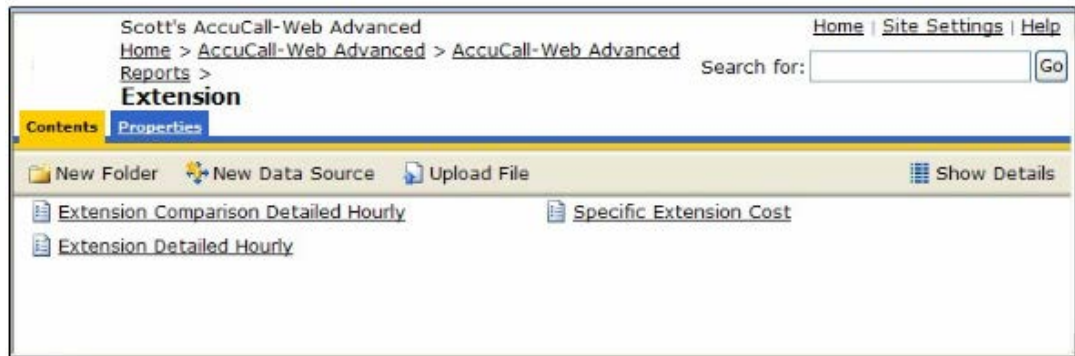 Scott's AccuCall-Web Advanced
Home | Site Settings | Help
Home > AccuCall-Web Advanced > AccuCall-Web Advanced
Reports >
Search for: Go
Extension
Contents Properties
New Folder New Data Source Upload File Show Details
Extension Comparison Detailed Hourly Specific Extension Cost
Extension Detailed Hourly